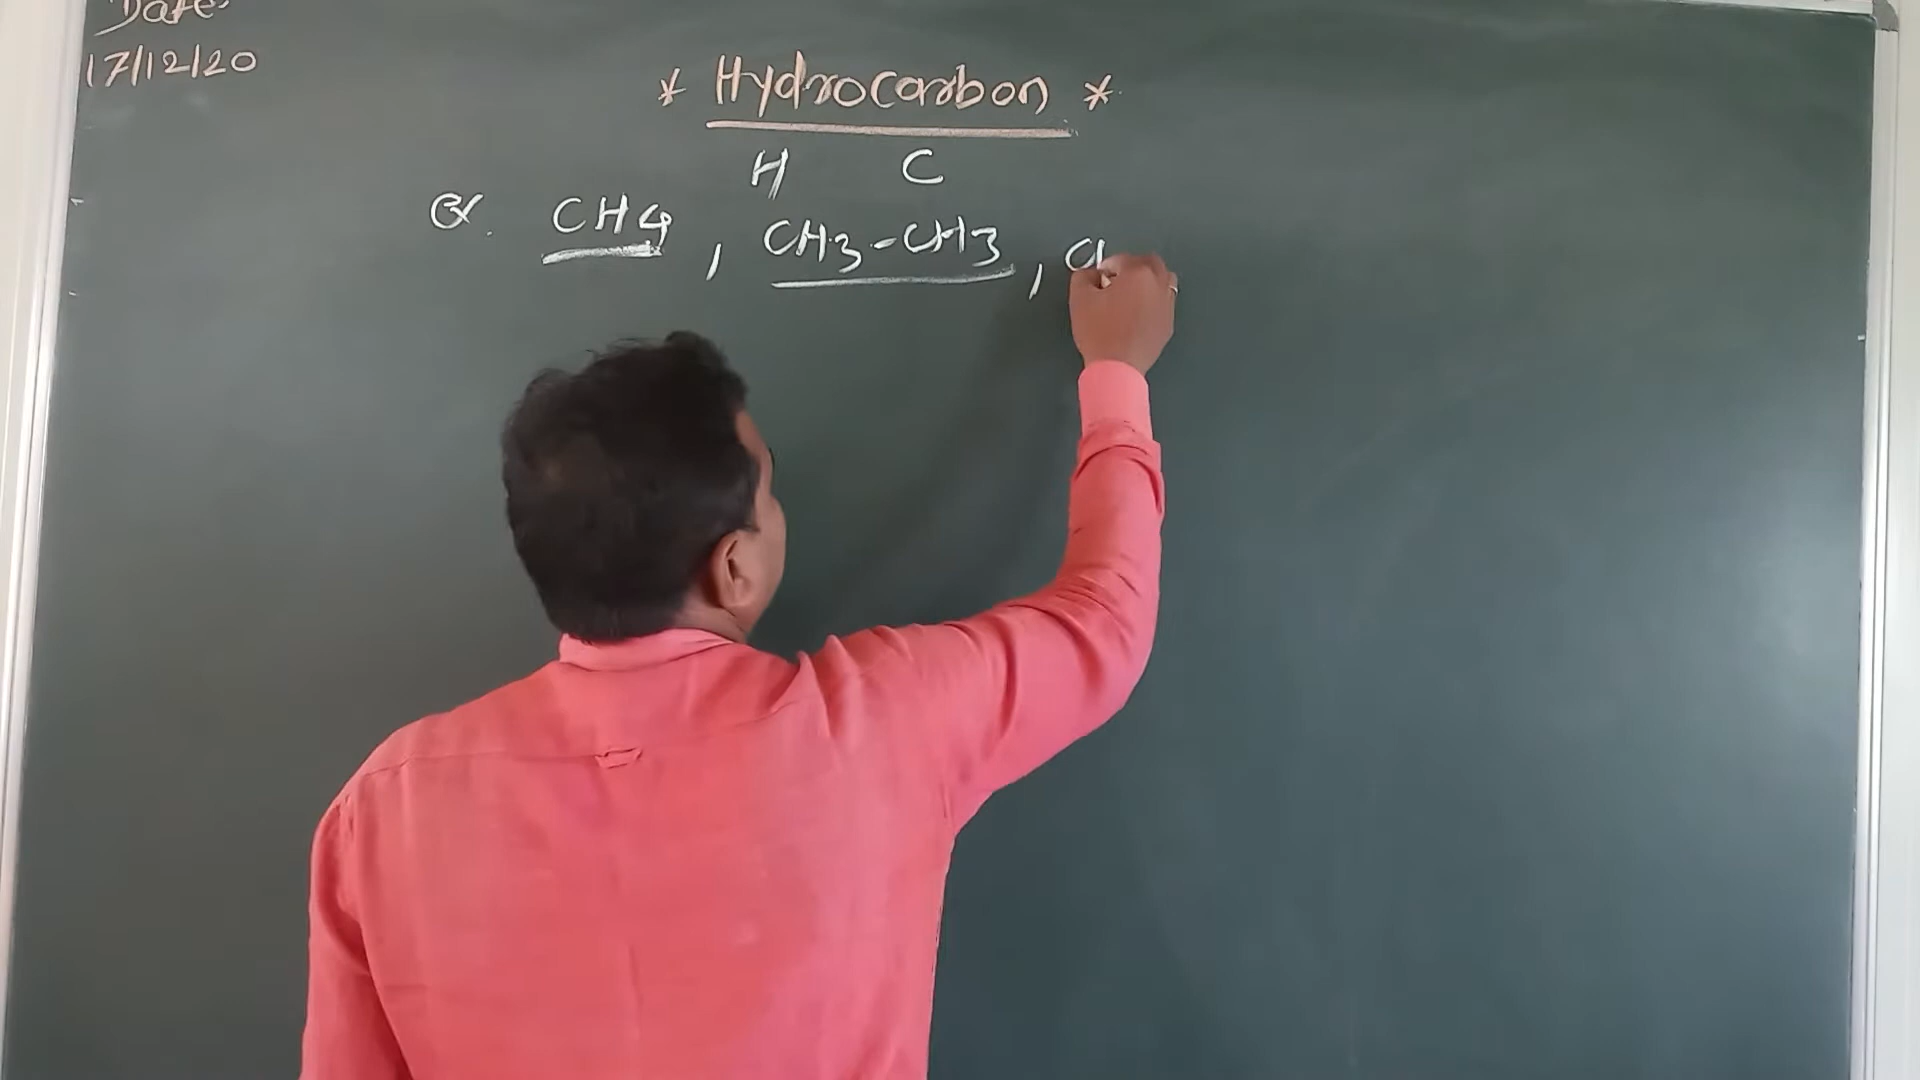 Date:
17/12/20
* Hydrocarbon *
H C
Ex. CH4 , CH3-CH3 , C